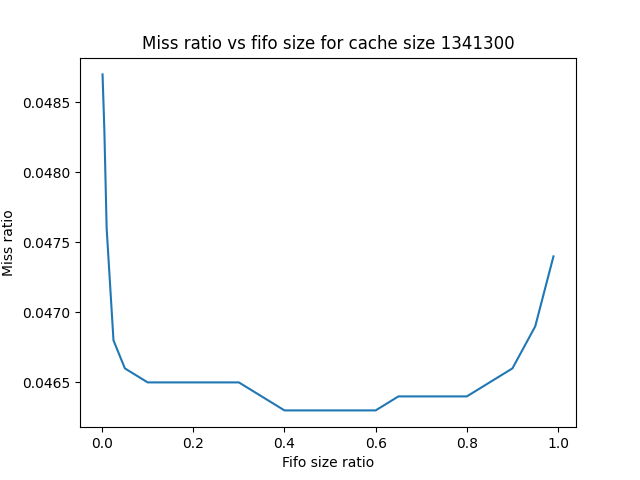 Miss ratio vs fifo size for cache size 1341300
0.0485
0.0480
0.0475
0.0470
0.0465
Miss ratio
0.0 0.2 0.4 0.6 0.8 1.0
Fifo size ratio